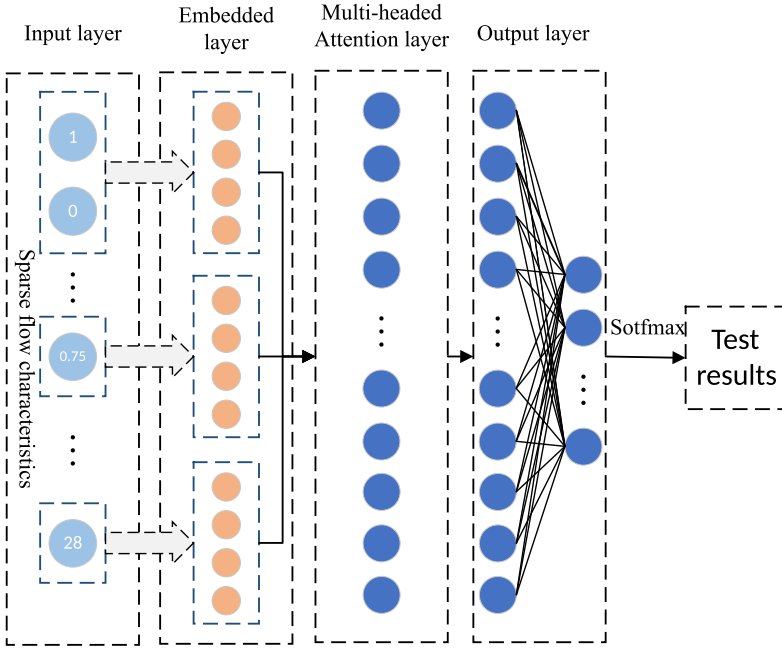 Input layer
Embedded
layer
Multi-headed
Attention layer
Output layer
1
0
Sparse flow characteristics
0.75
28
Sotfmax
Test
results